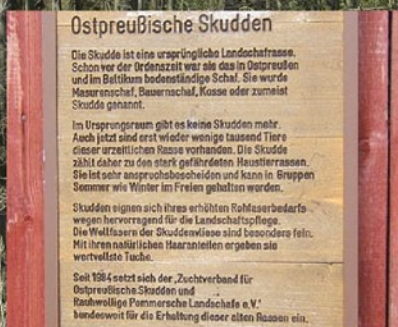 Ostpreußische Skudden
Die Skudde ist eine ursprüngliche Landschafrasse.
Schon vor der Ordenszeit war sie das in Ostpreußen
und im Baltikum bodenständige Schaf. Sie wurde
Masurenschaf, Bauernschaf, Kosse oder zumeist
Skudde genannt.
Im Ursprungsraum gibt es keine Skudden mehr.
Auch jetzt sind erst wieder wenige tausend Tiere
dieser urzeitlichen Rasse vorhanden. Die Skudde
zählt daher zu den stark gefährdeten Haustierrassen.
Sie ist sehr anspruchsbescheiden und kann in Gruppen
Sommer wie Winter im Freien gehalten werden.
Skudden eignen sich ihres erhöhten Rohfaserbedarfs
wegen hervorragend für die Landschaftspflege.
Die Wollfasern der Skuddenvliese sind besonders fein.
Mit ihren natürlichen Haaranteilen ergeben sie
wertvollste Tuche.
Seit 1984 setzt sich der „Zuchtverband für
Ostpreußische Skudden und
Rauhwollige Pommersche Landschafe e.V."
bundesweit für die Erhaltung dieser alten Rassen ein.